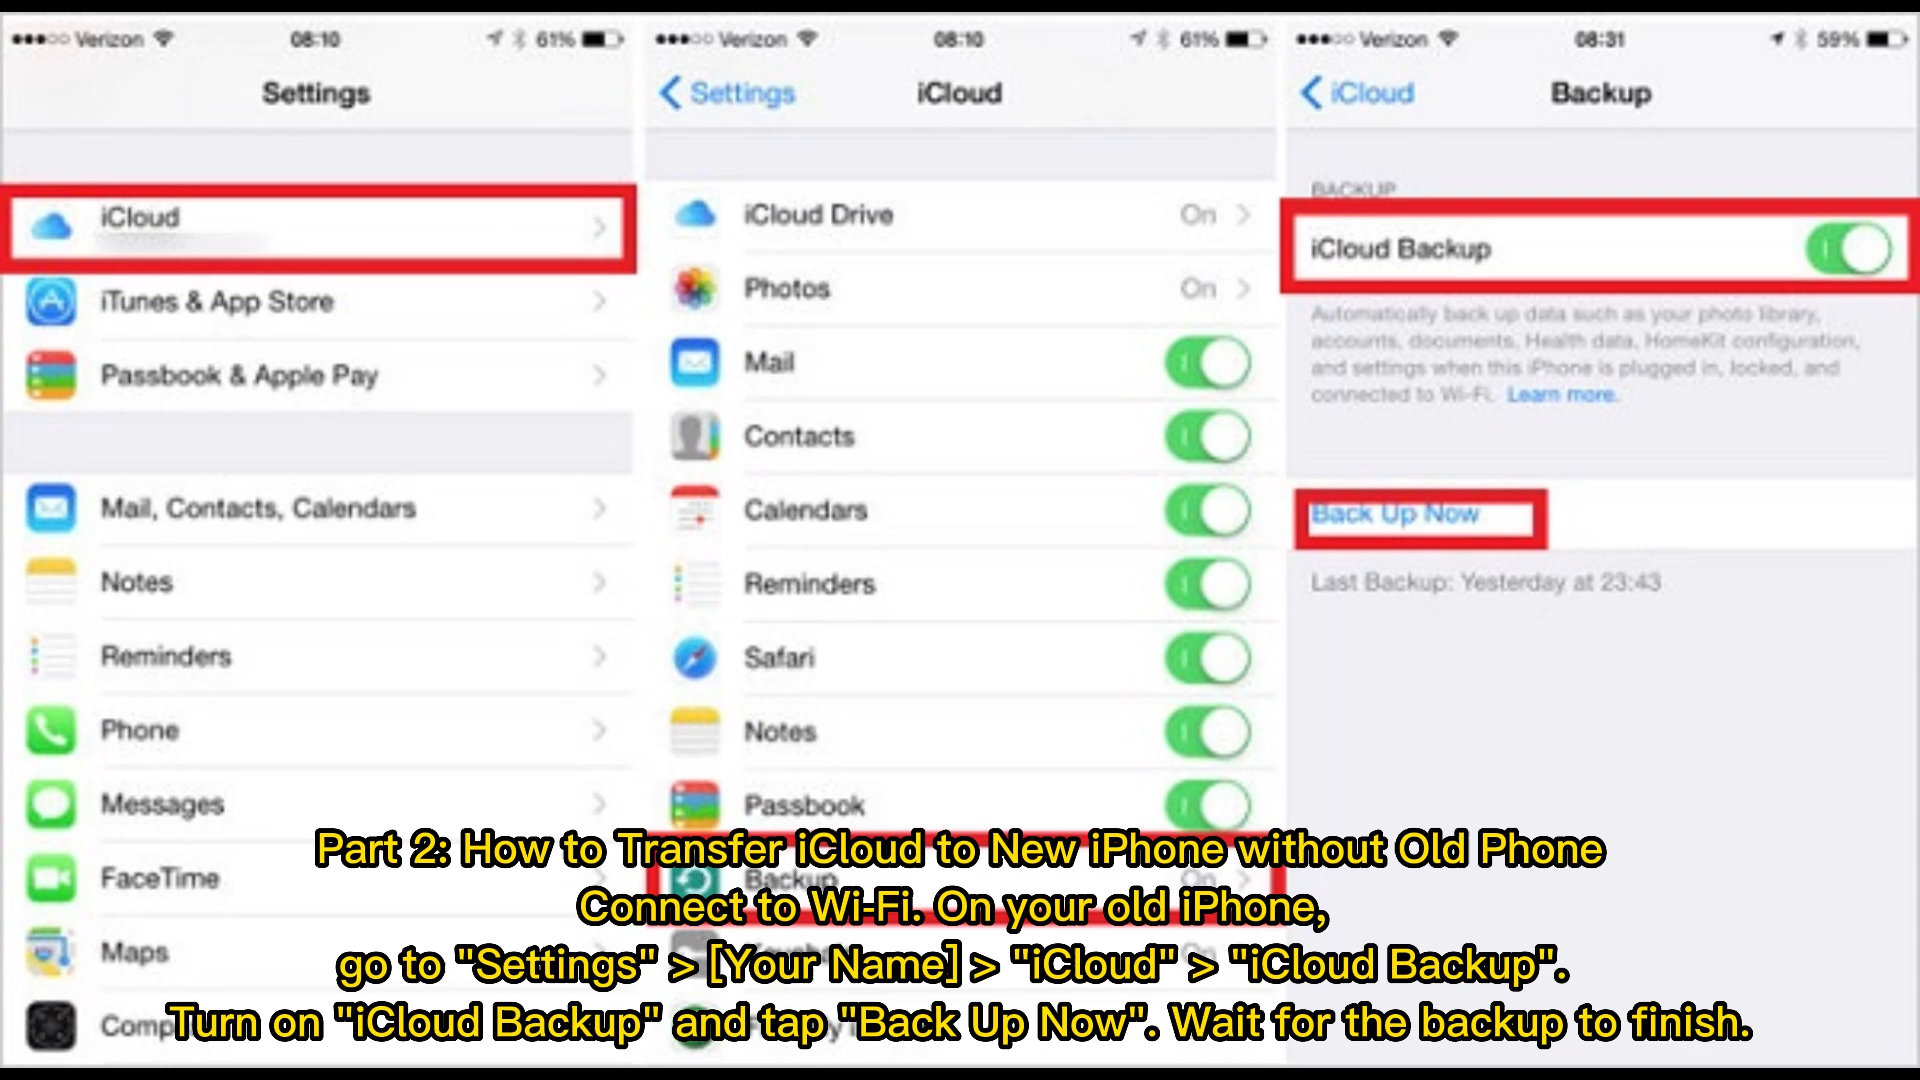 Verizon 08:10 61%
Settings
iCloud
iTunes & App Store
Passbook & Apple Pay
Mail, Contacts, Calendars
Notes
Reminders
Phone
Messages
FaceTime
Maps
Verizon 08:10 61%
Settings iCloud
iCloud Drive On
Photos On
Mail
Contacts
Calendars
Reminders
Safari
Notes
Passbook
Backup On
Verizon 08:31 59%
iCloud Backup
BACKUP
iCloud Backup
Automatically back up data such as your photo library,
accounts, documents, Health data, HomeKit configuration,
and settings when this iPhone is plugged in, locked, and
connected to Wi-Fi. Learn more.
Back Up Now
Last Backup: Yesterday at 23:43
Part 2: How to Transfer iCloud to New iPhone without Old Phone
Connect to Wi-Fi. On your old iPhone,
go to "Settings" > [Your Name] > "iCloud" > "iCloud Backup".
Turn on "iCloud Backup" and tap "Back Up Now". Wait for the backup to finish.